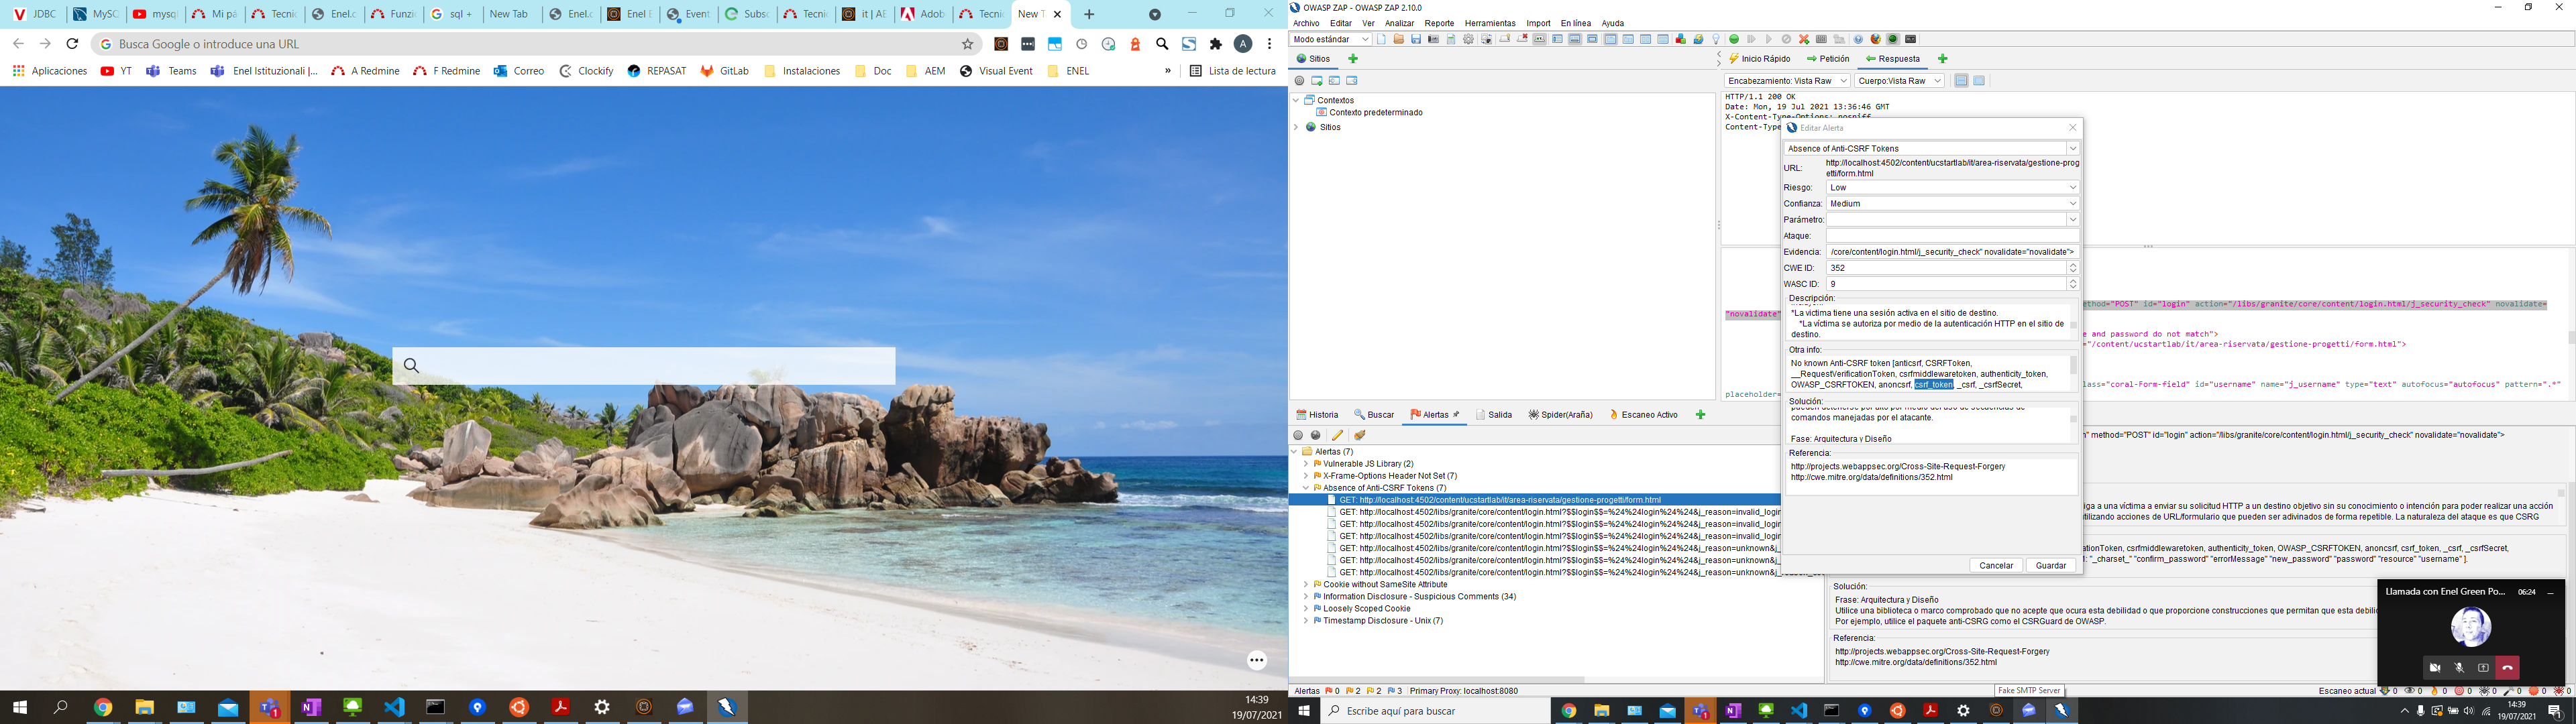 JDBC
MySQ
mysql
Mi pá
Tecnic
Enel.c
Funzi
sql +
New Tab
Enel.c
Enel E
Event
Subsc
Tecnic
it | AE
Adob
Tecnic
New T
Busca Google o introduce una URL
Aplicaciones
YT
Teams
Enel Istituzionali |...
A Redmine
F Redmine
Correo
Clockify
REPASAT
GitLab
Instalaciones
Doc
AEM
Visual Event
ENEL
»
Lista de lectura
14:39
19/07/2021
OWASP ZAP - OWASP ZAP 2.10.0
Archivo Editar Ver Analizar Reporte Herramientas Import En línea Ayuda
Modo estándar
Sitios
Contextos
Contexto predeterminado
Sitios
Inicio Rápido
Petición
Respuesta
Encabezamiento: Vista Raw
Cuerpo:Vista Raw
HTTP/1.1 200 OK
Date: Mon, 19 Jul 2021 13:36:46 GMT
X-Content-Type-Options: nosniff
Content-Type
Editar Alerta
Absence of Anti-CSRF Tokens
URL:
http://localhost:4502/content/ucstartlab/it/area-riservata/gestione-prog
etti/form.html
Riesgo: Low
Confianza: Medium
Parámetro:
Ataque:
Evidencia: /core/content/login.html/j_security_check" novalidate="novalidate">
CWE ID: 352
WASC ID: 9
Descripción:
*La victima tiene una sesión activa en el sitio de destino.
*La víctima se autoriza por medio de la autenticación HTTP en el sitio de
destino.
Otra info:
No known Anti-CSRF token [anticsrf, CSRFToken,
__RequestVerificationToken, csrfmiddlewaretoken, authenticity_token,
OWASP_CSRFTOKEN, anoncsrf, csrf_token, _csrf, _csrfSecret,
Solución:
pueden detenerse por alto por medio del uso de secuencias de
comandos manejadas por el atacante.
Fase: Arquitectura y Diseño
Referencia:
http://projects.webappsec.org/Cross-Site-Request-Forgery
http://cwe.mitre.org/data/definitions/352.html
Cancelar
Guardar
method="POST" id="login" action="/libs/granite/core/content/login.html/j_security_check" novalidate=
"novalidate"
e and password do not match">
="/content/ucstartlab/it/area-riservata/gestione-progetti/form.html">
lass="coral-Form-field" id="username" name="j_username" type="text" autofocus="autofocus" pattern=".*"
placeholder=
Historia
Buscar
Alertas
Salida
Spider(Araña)
Escaneo Activo
Alertas (7)
Vulnerable JS Library (2)
X-Frame-Options Header Not Set (7)
Absence of Anti-CSRF Tokens (7)
GET: http://localhost:4502/content/ucstartlab/it/area-riservata/gestione-progetti/form.html
GET: http://localhost:4502/libs/granite/core/content/login.html?$$login$$=%24%24login%24%24&j_reason=invalid_login
GET: http://localhost:4502/libs/granite/core/content/login.html?$$login$$=%24%24login%24%24&j_reason=invalid_login
GET: http://localhost:4502/libs/granite/core/content/login.html?$$login$$=%24%24login%24%24&j_reason=invalid_login
GET: http://localhost:4502/libs/granite/core/content/login.html?$$login$$=%24%24login%24%24&j_reason=unknown&j_
GET: http://localhost:4502/libs/granite/core/content/login.html?$$login$$=%24%24login%24%24&j_reason=unknown&j_
GET: http://localhost:4502/libs/granite/core/content/login.html?$$login$$=%24%24login%24%24&j_reason=unknown&j_
Cookie without SameSite Attribute
Information Disclosure - Suspicious Comments (34)
Loosely Scoped Cookie
Timestamp Disclosure - Unix (7)
n" method="POST" id="login" action="/libs/granite/core/content/login.html/j_security_check" novalidate="novalidate">
iga a una víctima a enviar su solicitud HTTP a un destino objetivo sin su conocimiento o intención para poder realizar una acción
tilizando acciones de URL/formulario que pueden ser adivinados de forma repetible. La naturaleza del ataque es que CSRG
ationToken, csrfmiddlewaretoken, authenticity_token, OWASP_CSRFTOKEN, anoncsrf, csrf_token, _csrf, _csrfSecret,
: "_charset_" "confirm_password" "errorMessage" "new_password" "password" "resource" "username" ].
Solución:
Frase: Arquitectura y Diseño
Utilice una biblioteca o marco comprobado que no acepte que ocura esta debilidad o que proporcione construcciones que permitan que esta debili
Por ejemplo, utilice el paquete anti-CSRG como el CSRGuard de OWASP.
Referencia:
http://projects.webappsec.org/Cross-Site-Request-Forgery
http://cwe.mitre.org/data/definitions/352.html
Llamada con Enel Green Po... 06:24
Alertas 0 2 2 3 Primary Proxy: localhost:8080
Fake SMTP Server
Escaneo actual 0 0 0 0 0 0 0 0
Escribe aquí para buscar
14:39
19/07/2021